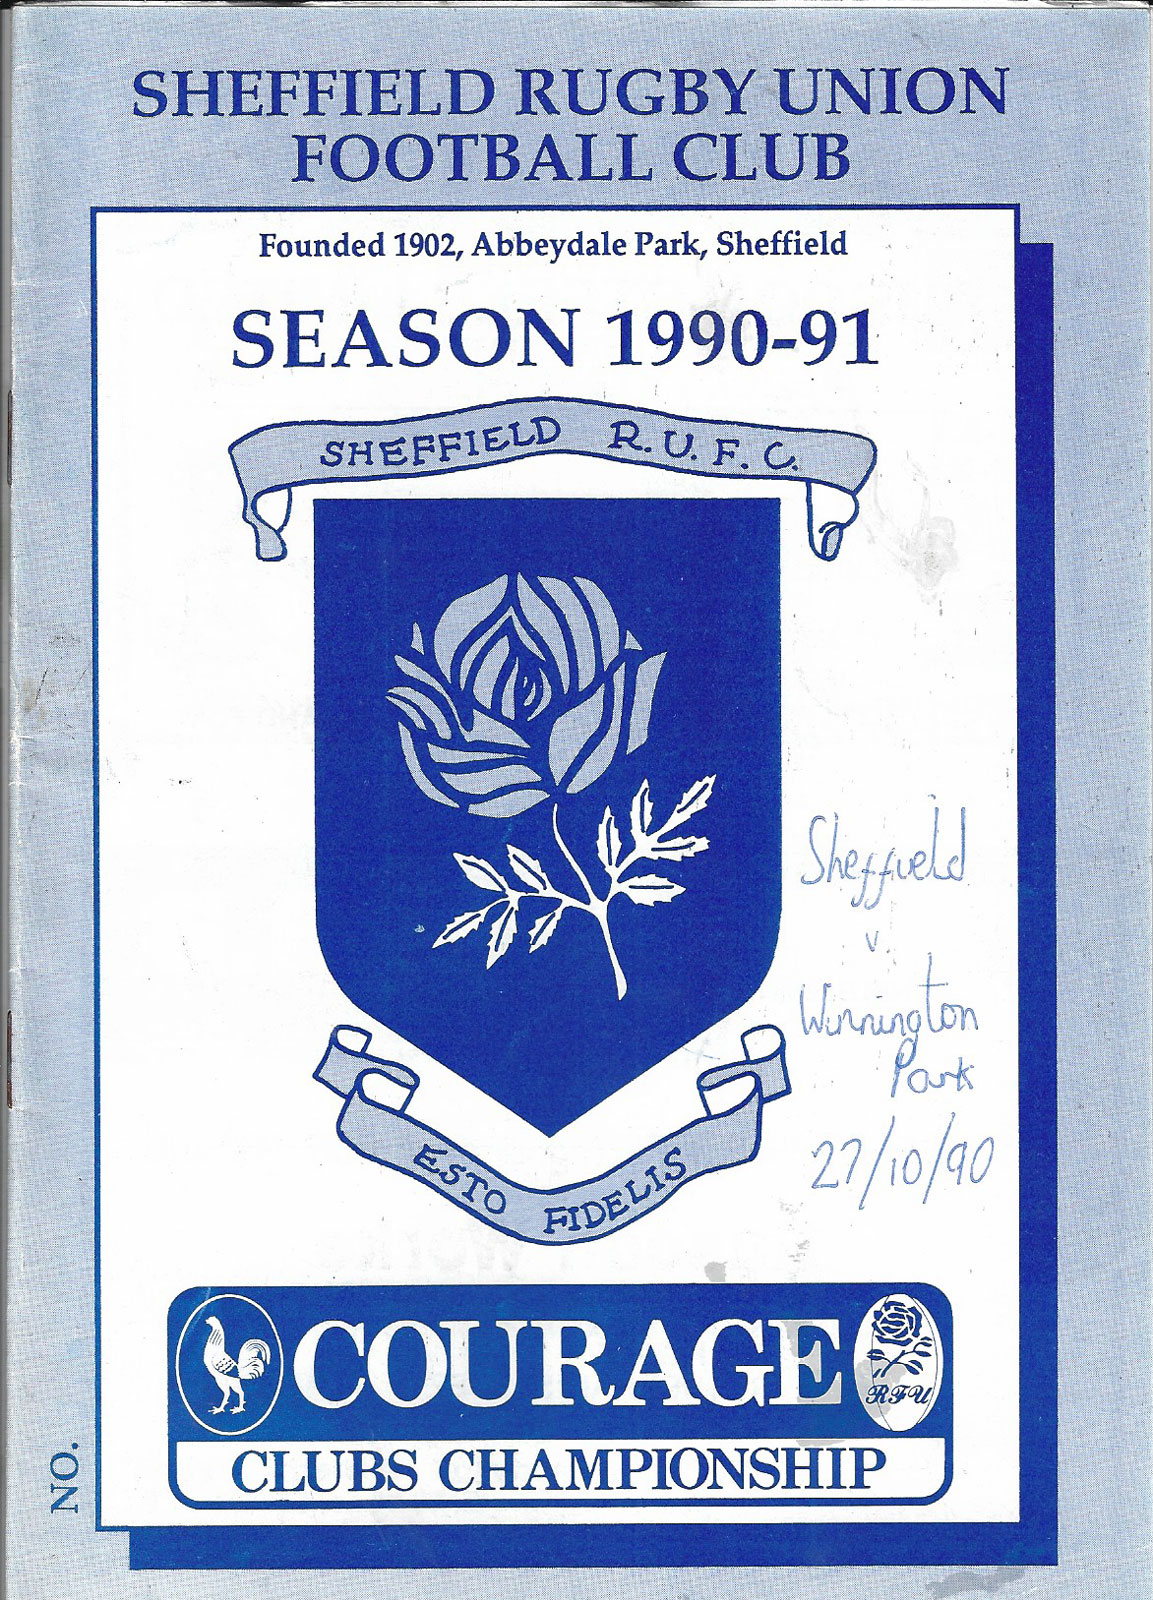 SHEFFIELD RUGBY UNION
FOOTBALL CLUB
Founded 1902, Abbeydale Park, Sheffield
SEASON 1990-91
SHEFFIELD R.U.F.C.
Sheffield
v.
Winnington
Park
27/10/90
ESTO FIDELIS
COURAGE
RFU
CLUBS CHAMPIONSHIP
NO.